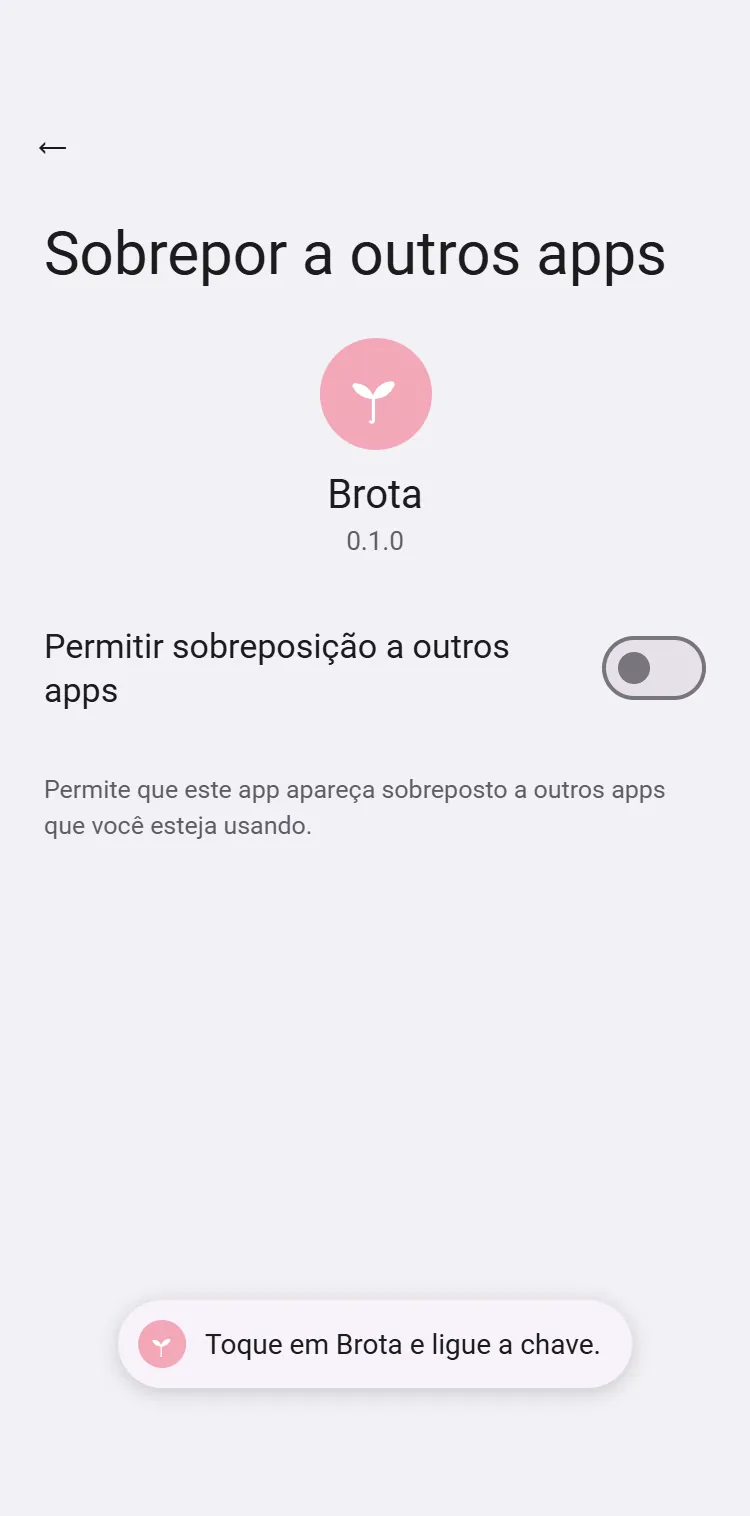 Sobrepor a outros apps
Brota
0.1.0
Permitir sobreposição a outros
apps
Permite que este app apareça sobreposto a outros apps
que você esteja usando.
Toque em Brota e ligue a chave.